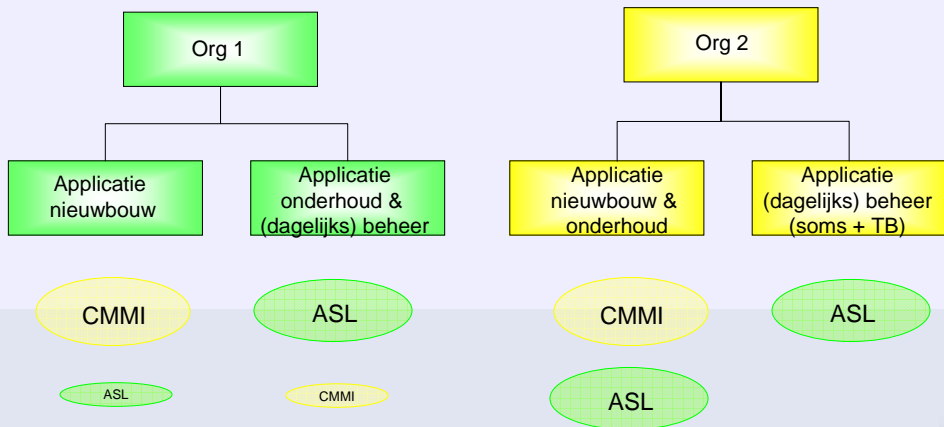 Org 1
Org 2
Applicatie
nieuwbouw
Applicatie
onderhoud &
(dagelijks) beheer
Applicatie
nieuwbouw &
onderhoud
Applicatie
(dagelijks) beheer
(soms + TB)
CMMI
ASL
CMMI
ASL
ASL
CMMI
ASL